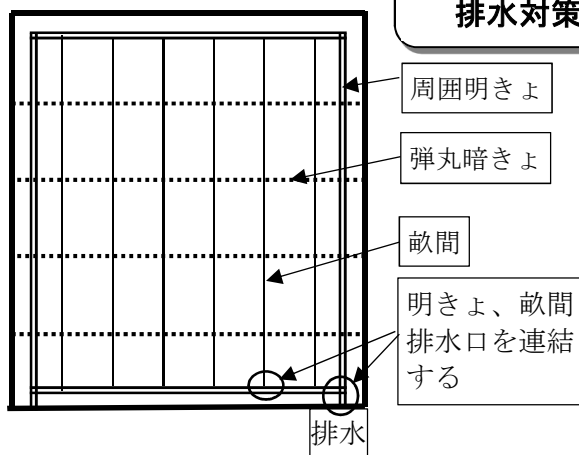 排水対策
周囲明きょ
弾丸暗きょ
畝間
明きょ、畝間
排水口を連結
する
排水